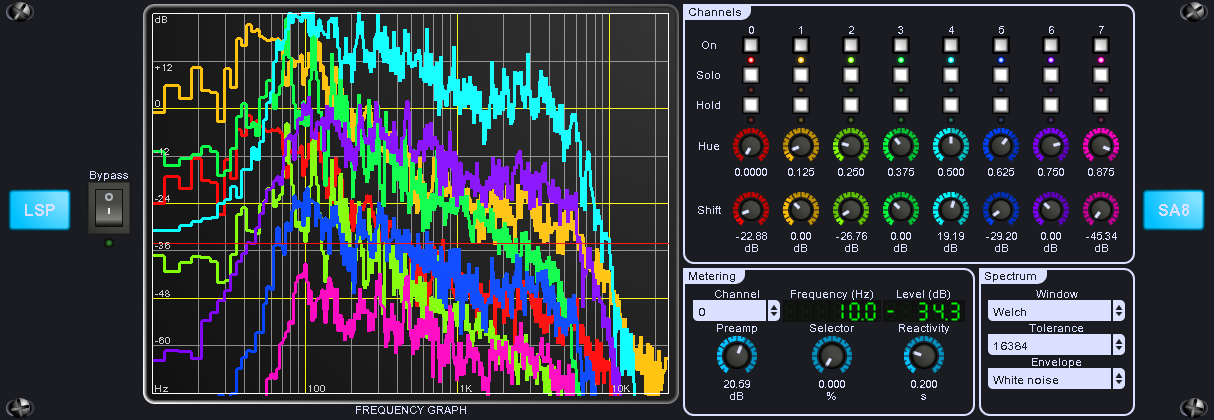 dB
+12
0
-12
-24
-36
-48
-60
Hz
100
1K
10K
FREQUENCY GRAPH
LSP
Bypass
O
I
Channels
0 1 2 3 4 5 6 7
On
Solo
Hold
Hue
0.0000 0.125 0.250 0.375 0.500 0.625 0.750 0.875
Shift
-22.88 0.00 -26.76 0.00 19.19 -29.20 0.00 -45.34
dB dB dB dB dB dB dB dB
SA8
Metering
Channel Frequency (Hz) Level (dB)
0 10.0 -34.3
Preamp Selector Reactivity
20.59 0.000 0.200
dB % s
Spectrum
Window
Welch
Tolerance
16384
Envelope
White noise